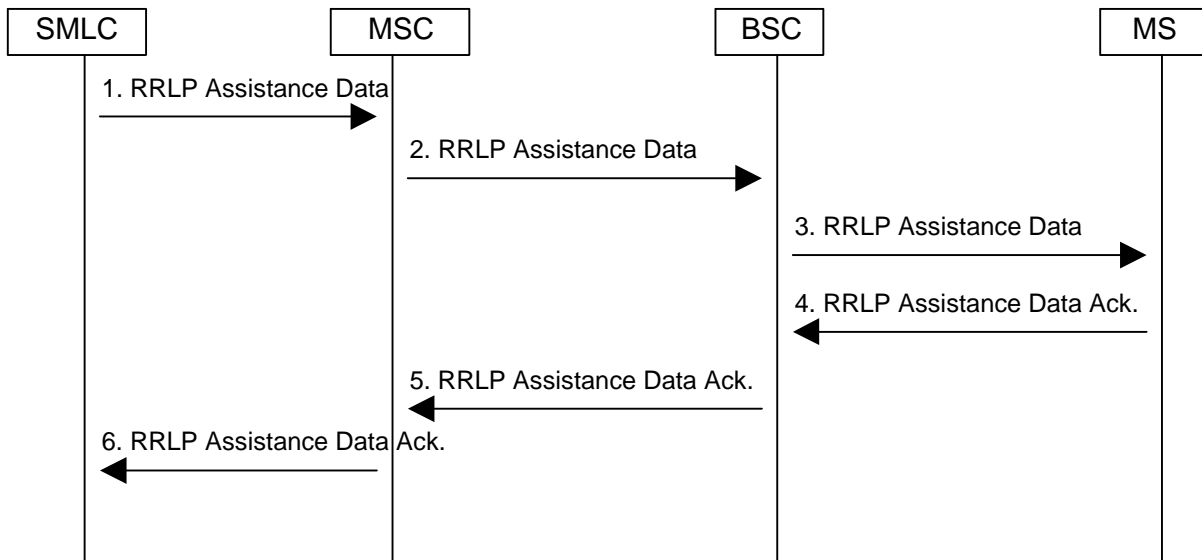 SMLC
MSC
BSC
MS
1. RRLP Assistance Data
2. RRLP Assistance Data
3. RRLP Assistance Data
4. RRLP Assistance Data Ack.
5. RRLP Assistance Data Ack.
6. RRLP Assistance Data Ack.